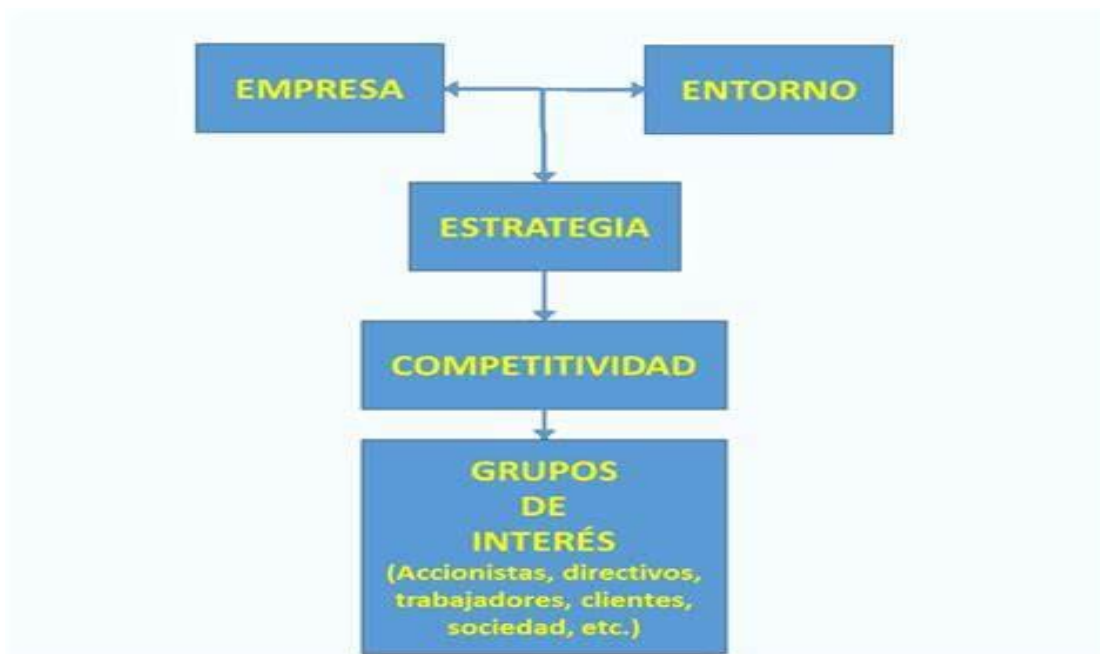 EMPRESA
ENTORNO
ESTRATEGIA
COMPETITIVIDAD
GRUPOS
DE
INTERÉS
(Accionistas, directivos,
trabajadores, clientes,
sociedad, etc.)